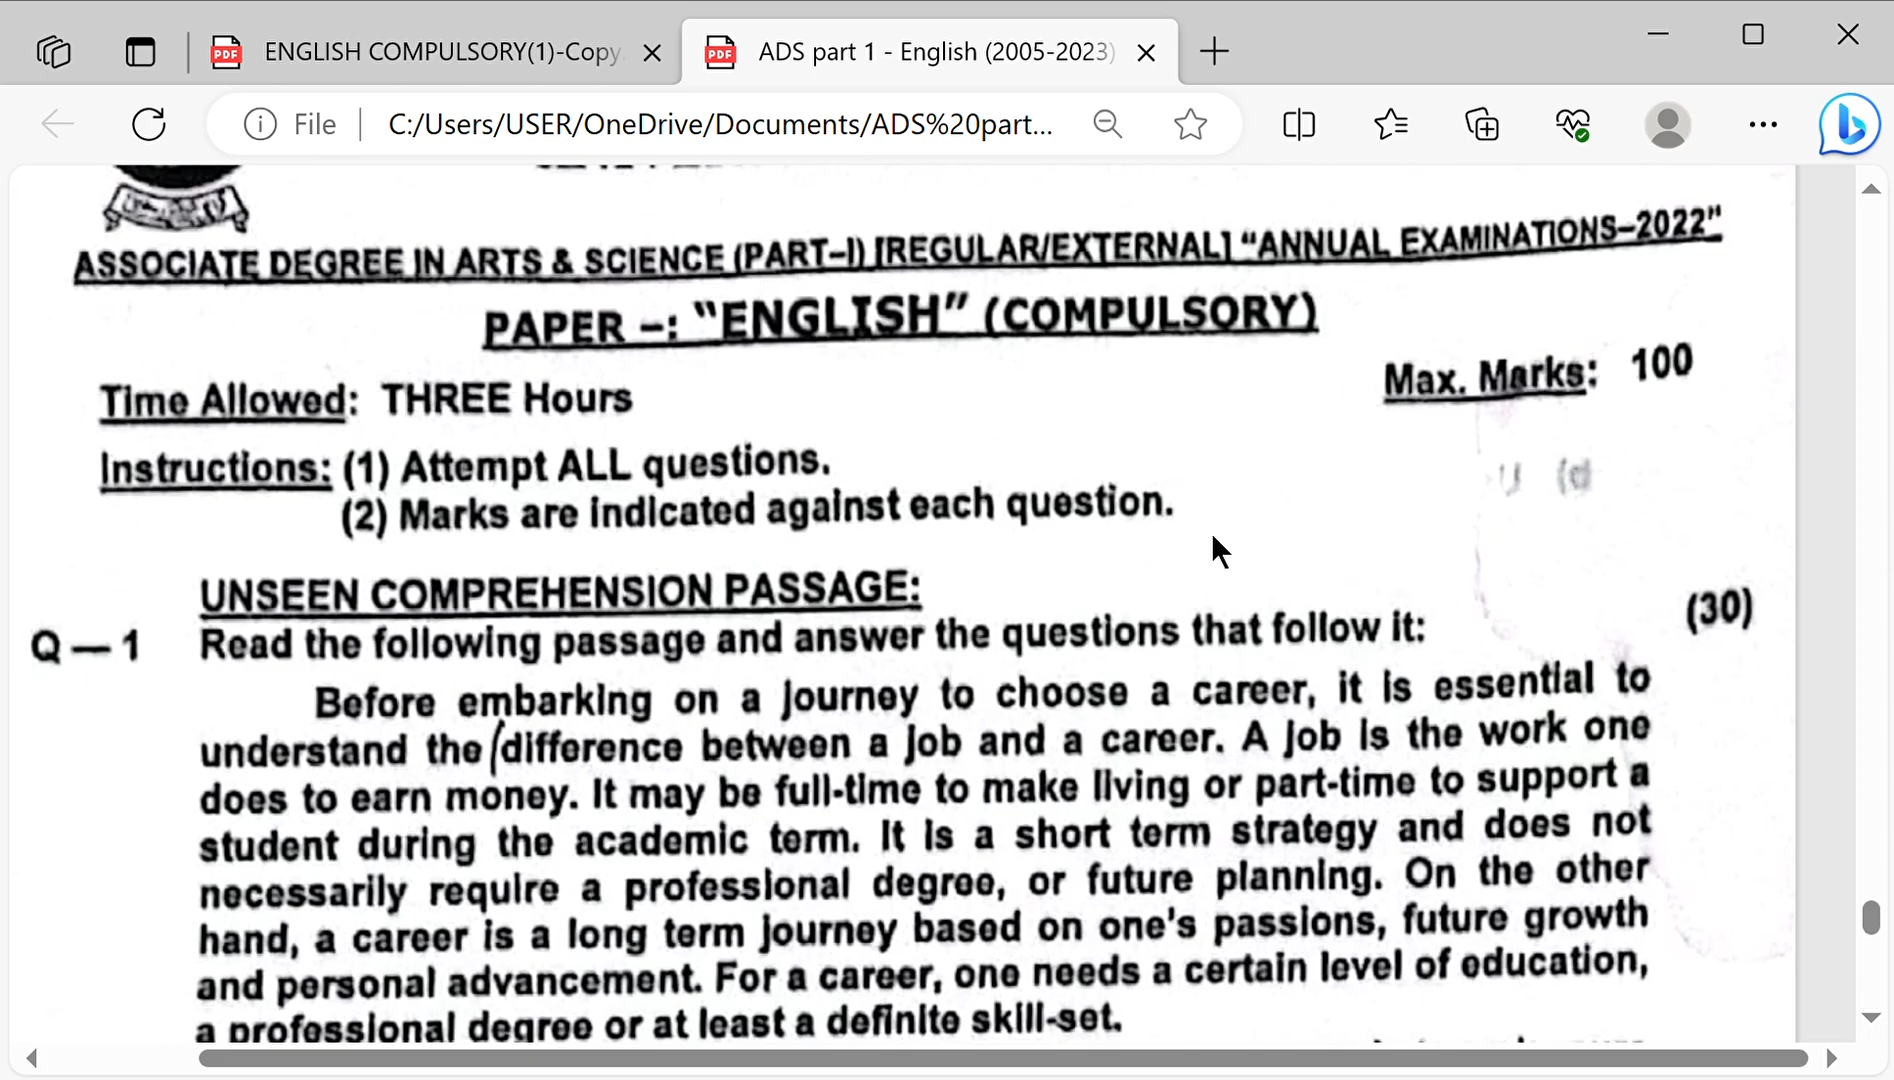 ENGLISH COMPULSORY(1)-Copy
ADS part 1 - English (2005-2023)
File
C:/Users/USER/OneDrive/Documents/ADS%20part...
ASSOCIATE DEGREE IN ARTS & SCIENCE (PART–I) [REGULAR/EXTERNAL] “ANNUAL EXAMINATIONS–2022”
PAPER –: “ENGLISH” (COMPULSORY)
Time Allowed: THREE Hours
Max. Marks: 100
Instructions: (1) Attempt ALL questions.
(2) Marks are indicated against each question.
UNSEEN COMPREHENSION PASSAGE:
Q — 1 Read the following passage and answer the questions that follow it: (30)
Before embarking on a journey to choose a career, it is essential to
understand the difference between a job and a career. A job is the work one
does to earn money. It may be full-time to make living or part-time to support a
student during the academic term. It is a short term strategy and does not
necessarily require a professional degree, or future planning. On the other
hand, a career is a long term journey based on one's passions, future growth
and personal advancement. For a career, one needs a certain level of education,
a professional degree or at least a definite skill-set.